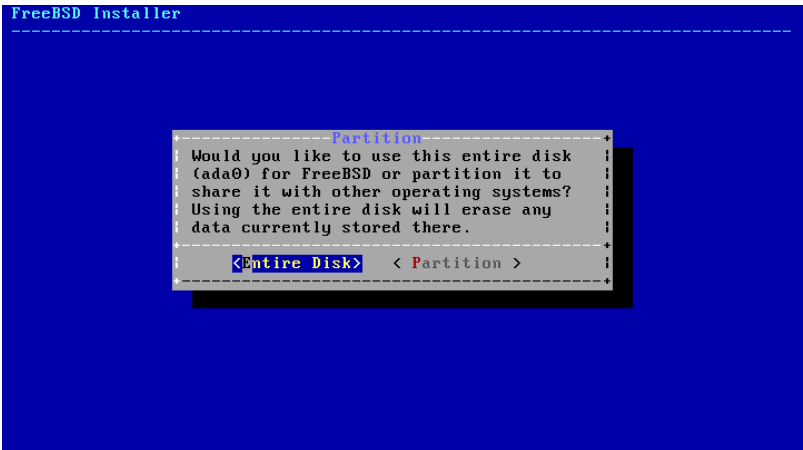 FreeBSD Installer
Partition
Would you like to use this entire disk
(ada0) for FreeBSD or partition it to
share it with other operating systems?
Using the entire disk will erase any
data currently stored there.
<Entire Disk> < Partition >